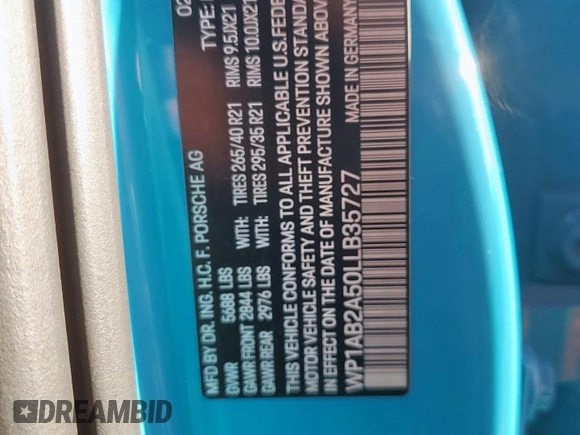 MFD BY DR. ING. H.C. F. PORSCHE AG 02
GVWR 5688 LBS TYPE:
GAWR FRONT 2844 LBS WITH: TIRES 265/40 R21 RIMS 9.5JX21
GAWR REAR 2976 LBS WITH: TIRES 295/35 R21 RIMS 10.0JX21
THIS VEHICLE CONFORMS TO ALL APPLICABLE U.S. FEDE
MOTOR VEHICLE SAFETY AND THEFT PREVENTION STANDAR
IN EFFECT ON THE DATE OF MANUFACTURE SHOWN ABOV
WP1AB2A50LLB35727 MADE IN GERMANY
DREAMBID